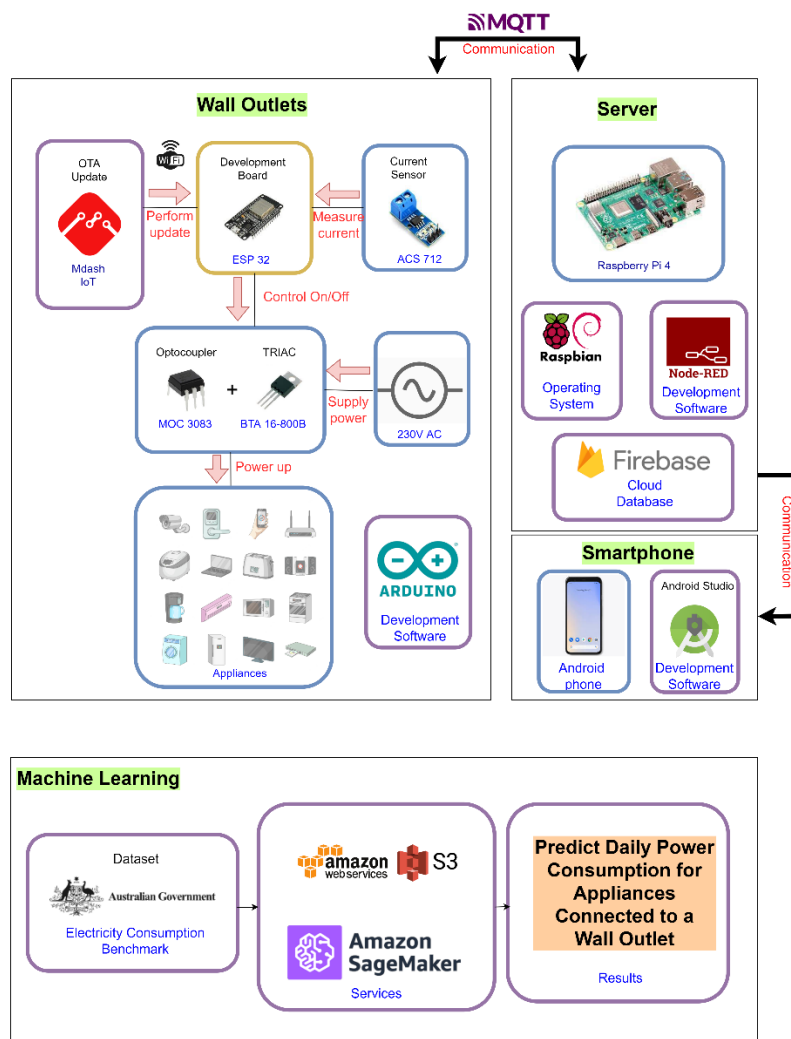 MQTT
Communication
Wall Outlets
OTA
Update
Mdash
IoT
WiFi
Perform
update
Development
Board
ESP 32
Measure
current
Current
Sensor
ACS 712
Control On/Off
Optocoupler
MOC 3083
+
TRIAC
BTA 16-800B
Supply
power
230V AC
Power up
Appliances
ARDUINO
Development
Software
Server
Raspberry Pi 4
Raspbian
Operating
System
Node-RED
Development
Software
Firebase
Cloud
Database
Communication
Smartphone
Android
phone
Android Studio
Development
Software
Machine Learning
Dataset
Australian Government
Electricity Consumption
Benchmark
amazon
web services
S3
Amazon
SageMaker
Services
Predict Daily Power
Consumption for
Appliances
Connected to a
Wall Outlet
Results